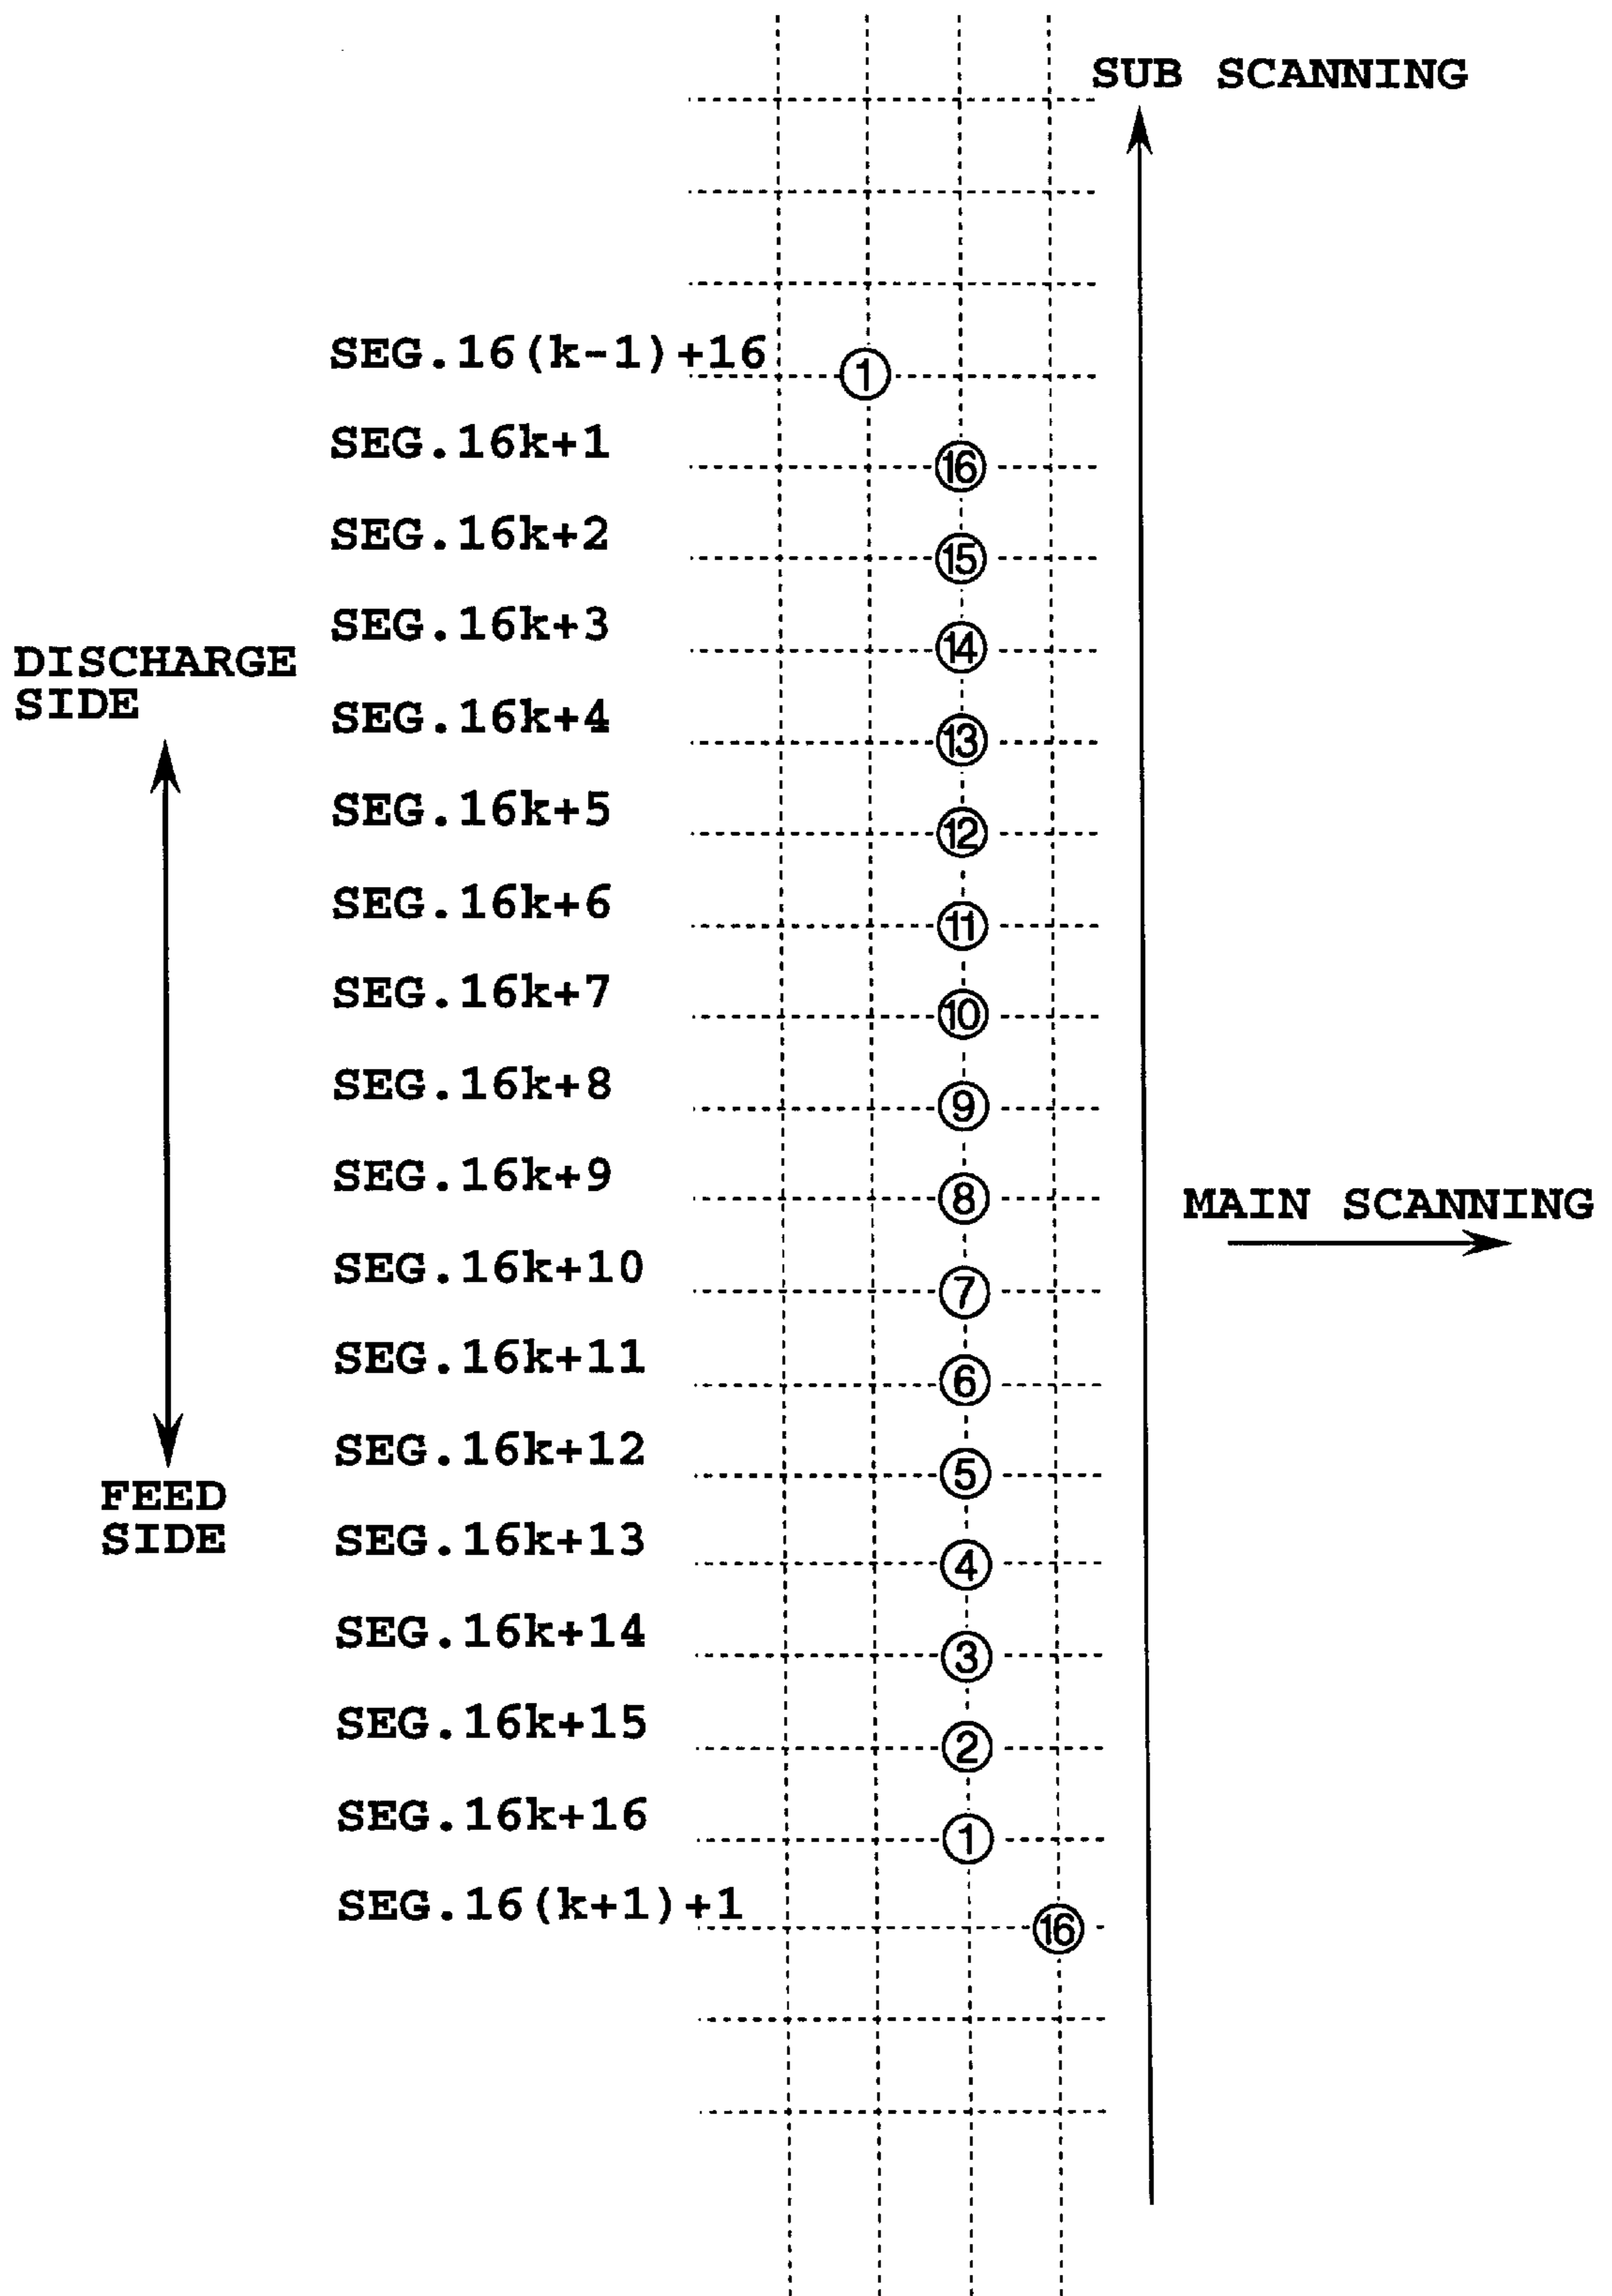 SUB SCANNING
SEG.16(k-1)+16 ①
SEG.16k+1 ⑯
SEG.16k+2 ⑮
SEG.16k+3 ⑭
DISCHARGE
SIDE
SEG.16k+4 ⑬
SEG.16k+5 ⑫
SEG.16k+6 ⑪
SEG.16k+7 ⑩
SEG.16k+8 ⑨
SEG.16k+9 ⑧
MAIN SCANNING
SEG.16k+10 ⑦
SEG.16k+11 ⑥
SEG.16k+12 ⑤
FEED
SIDE
SEG.16k+13 ④
SEG.16k+14 ③
SEG.16k+15 ②
SEG.16k+16 ①
SEG.16(k+1)+1 ⑯